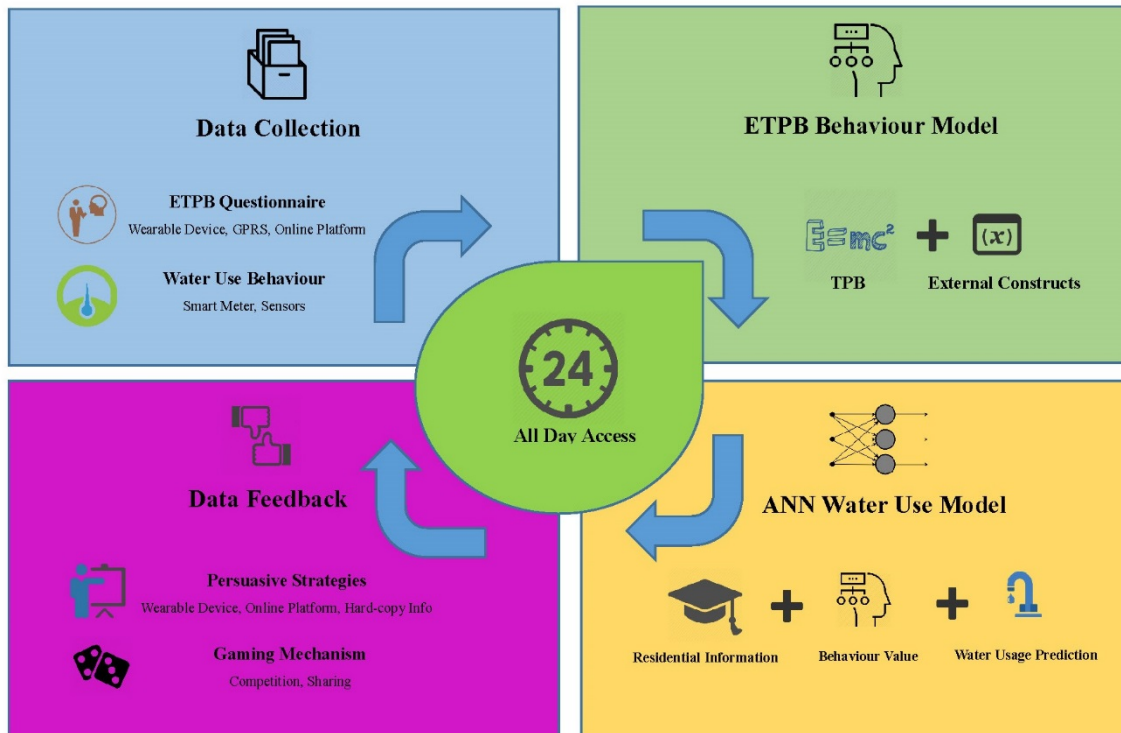 Data Collection
ETPB Questionnaire
Wearable Device, GPRS, Online Platform
Water Use Behaviour
Smart Meter, Sensors
ETPB Behaviour Model
E=mc²
(x)
TPB
External Constructs
24
All Day Access
Data Feedback
Persuasive Strategies
Wearable Device, Online Platform, Hard-copy Info
Gaming Mechanism
Competition, Sharing
ANN Water Use Model
Residential Information
Behaviour Value
Water Usage Prediction